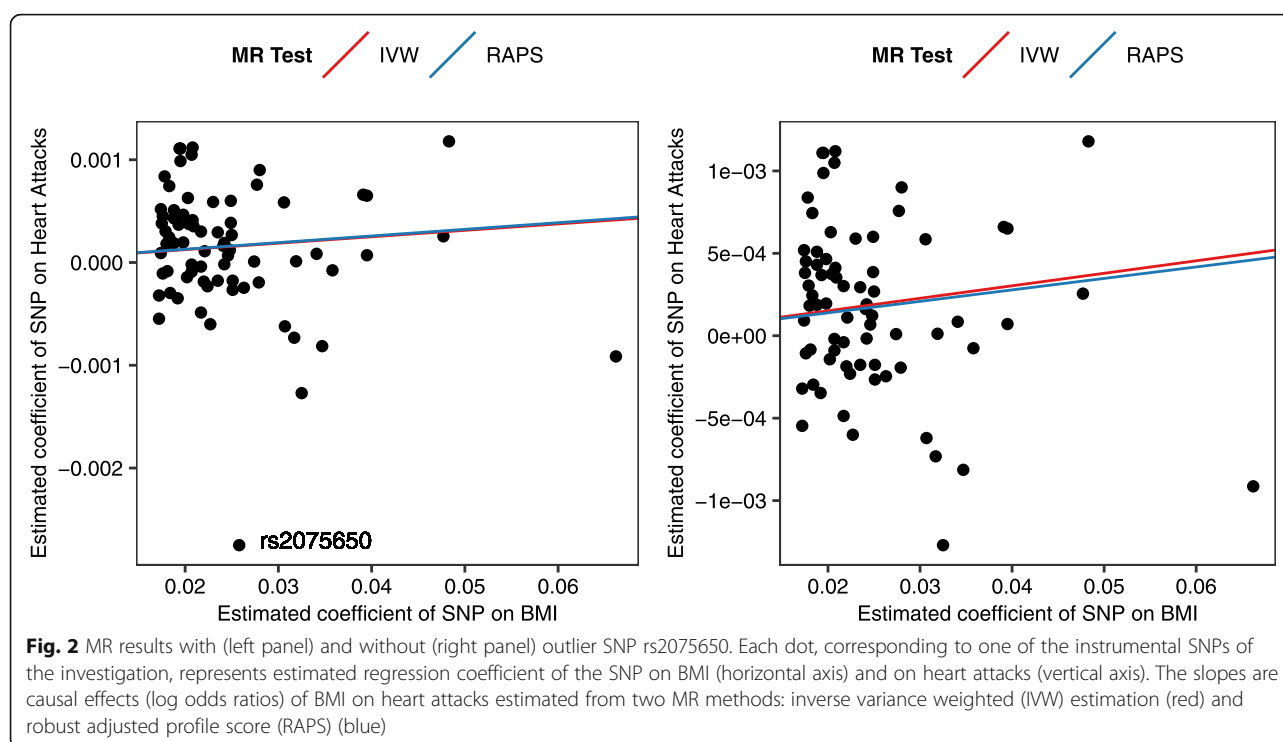 MR Test IVW RAPS
Estimated coefficient of SNP on Heart Attacks
0.001
0.000
−0.001
−0.002
rs2075650
0.02 0.03 0.04 0.05 0.06
Estimated coefficient of SNP on BMI
MR Test IVW RAPS
Estimated coefficient of SNP on Heart Attacks
1e−03
5e−04
0e+00
−5e−04
−1e−03
0.02 0.03 0.04 0.05 0.06
Estimated coefficient of SNP on BMI
Fig. 2 MR results with (left panel) and without (right panel) outlier SNP rs2075650. Each dot, corresponding to one of the instrumental SNPs of
the investigation, represents estimated regression coefficient of the SNP on BMI (horizontal axis) and on heart attacks (vertical axis). The slopes are
causal effects (log odds ratios) of BMI on heart attacks estimated from two MR methods: inverse variance weighted (IVW) estimation (red) and
robust adjusted profile score (RAPS) (blue)